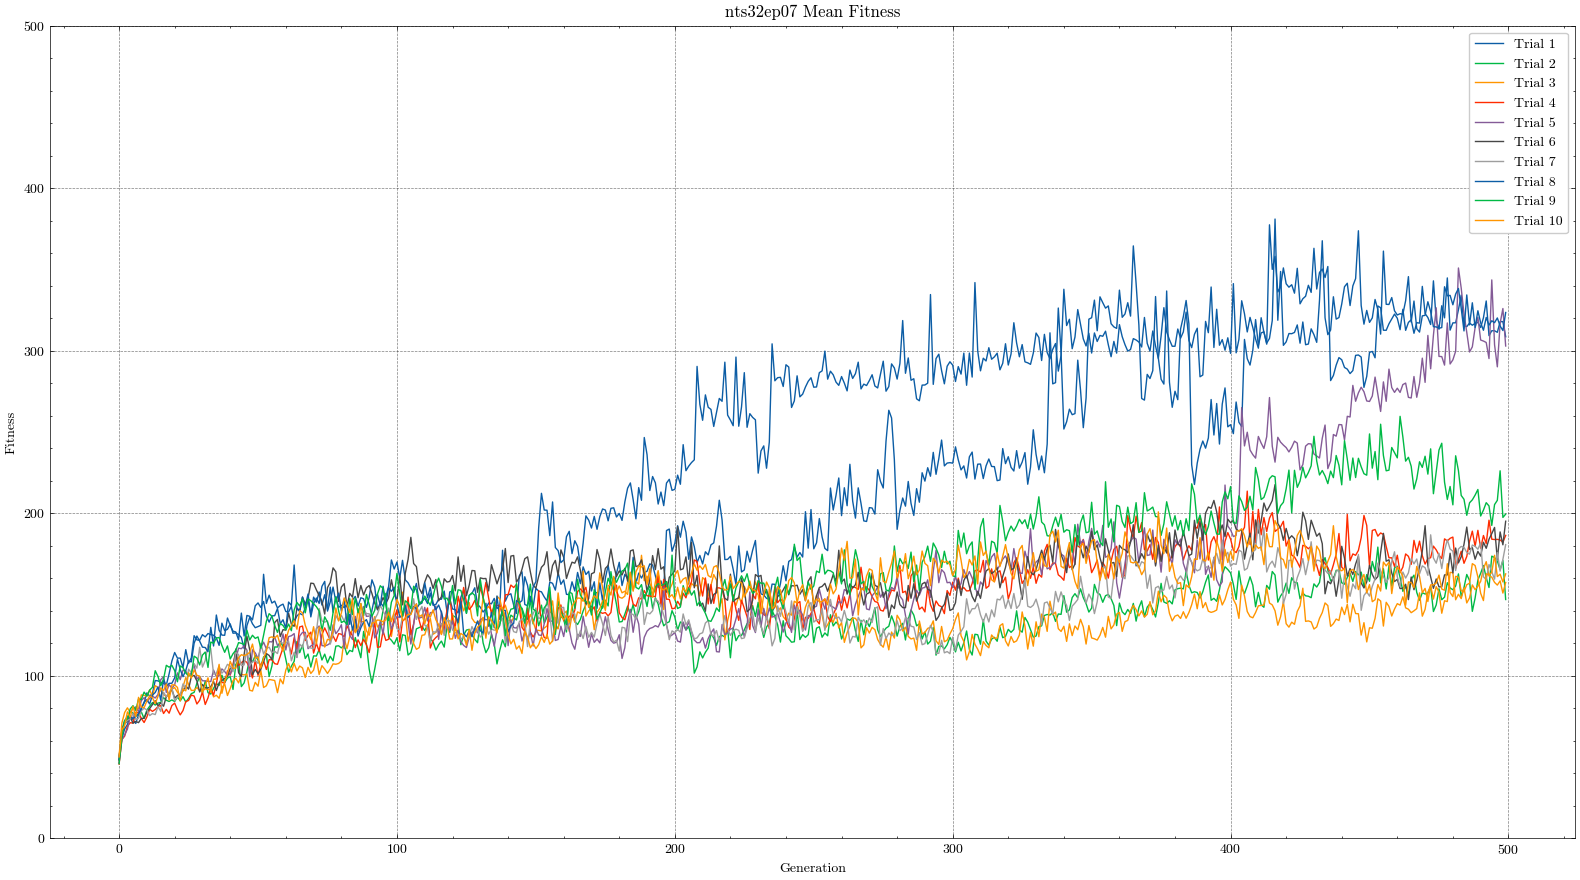 nts32ep07 Mean Fitness
500
400
300
200
100
0
Fitness
0 100 200 300 400 500
Generation
Trial 1
Trial 2
Trial 3
Trial 4
Trial 5
Trial 6
Trial 7
Trial 8
Trial 9
Trial 10